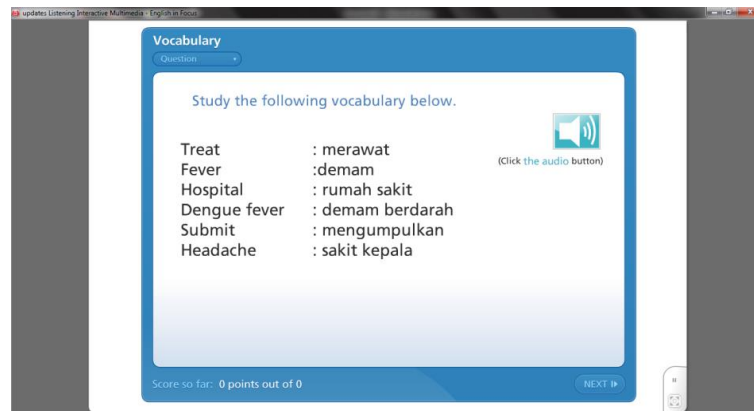 updates Listening Interactive Multimedia - English in Focus
Vocabulary
Question
Study the following vocabulary below.
(Click the audio button)
Treat : merawat
Fever :demam
Hospital : rumah sakit
Dengue fever : demam berdarah
Submit : mengumpulkan
Headache : sakit kepala
Score so far: 0 points out of 0
NEXT